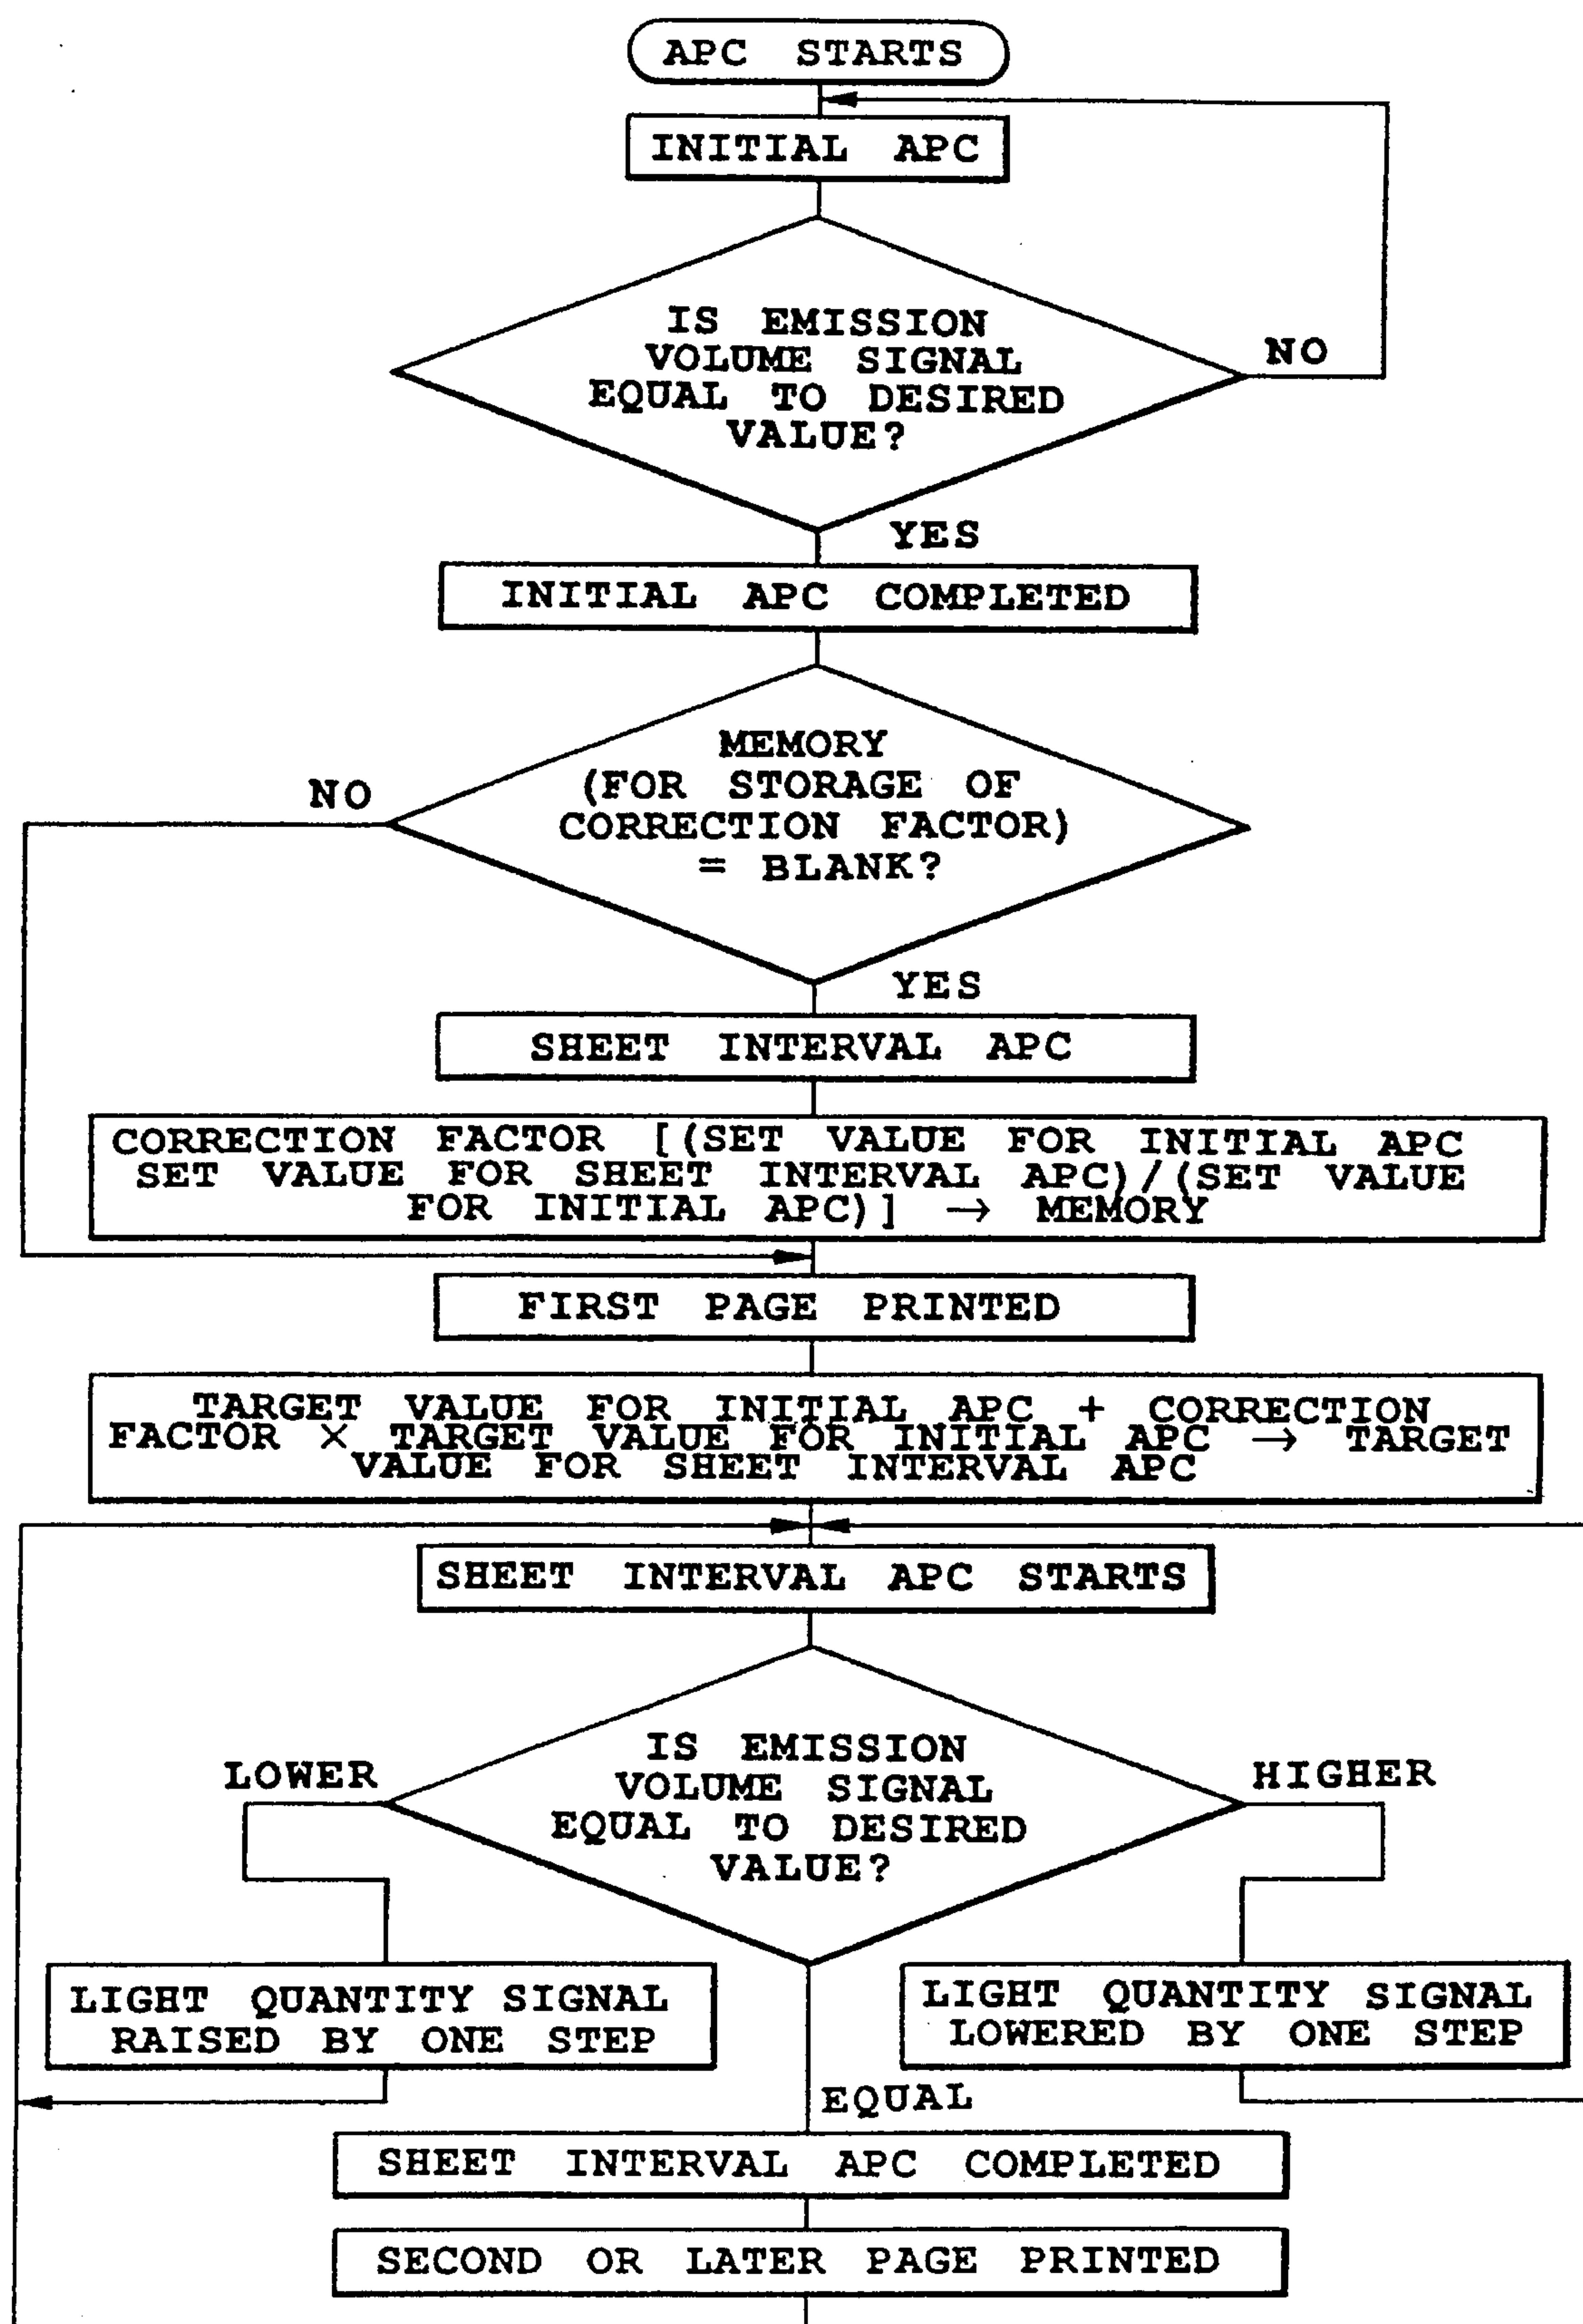 APC STARTS
INITIAL APC
IS EMISSION
VOLUME SIGNAL
EQUAL TO DESIRED
VALUE?
NO
YES
INITIAL APC COMPLETED
MEMORY
(FOR STORAGE OF
CORRECTION FACTOR)
= BLANK?
NO
YES
SHEET INTERVAL APC
CORRECTION FACTOR [(SET VALUE FOR INITIAL APC
SET VALUE FOR SHEET INTERVAL APC)/(SET VALUE
FOR INITIAL APC)] → MEMORY
FIRST PAGE PRINTED
TARGET VALUE FOR INITIAL APC + CORRECTION
FACTOR × TARGET VALUE FOR INITIAL APC → TARGET
VALUE FOR SHEET INTERVAL APC
SHEET INTERVAL APC STARTS
IS EMISSION
VOLUME SIGNAL
EQUAL TO DESIRED
VALUE?
LOWER
HIGHER
LIGHT QUANTITY SIGNAL
RAISED BY ONE STEP
LIGHT QUANTITY SIGNAL
LOWERED BY ONE STEP
EQUAL
SHEET INTERVAL APC COMPLETED
SECOND OR LATER PAGE PRINTED